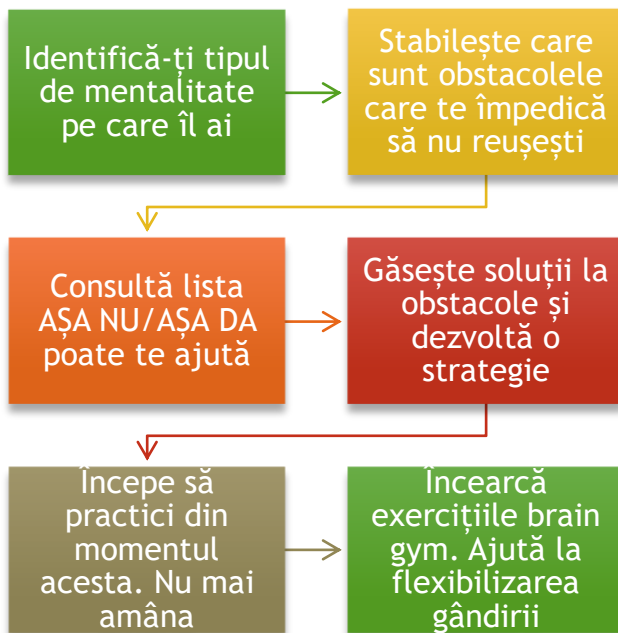 Identifică-ți tipul
de mentalitate
pe care îl ai
Stabilește care
sunt obstacolele
care te împedică
să nu reușești
Consultă lista
AȘA NU/AȘA DA
poate te ajută
Găsește soluții la
obstacole și
dezvoltă o
strategie
Începe să
practici din
momentul
acesta. Nu mai
amâna
Încearcă
exercițiile brain
gym. Ajută la
flexibilizarea
gândirii